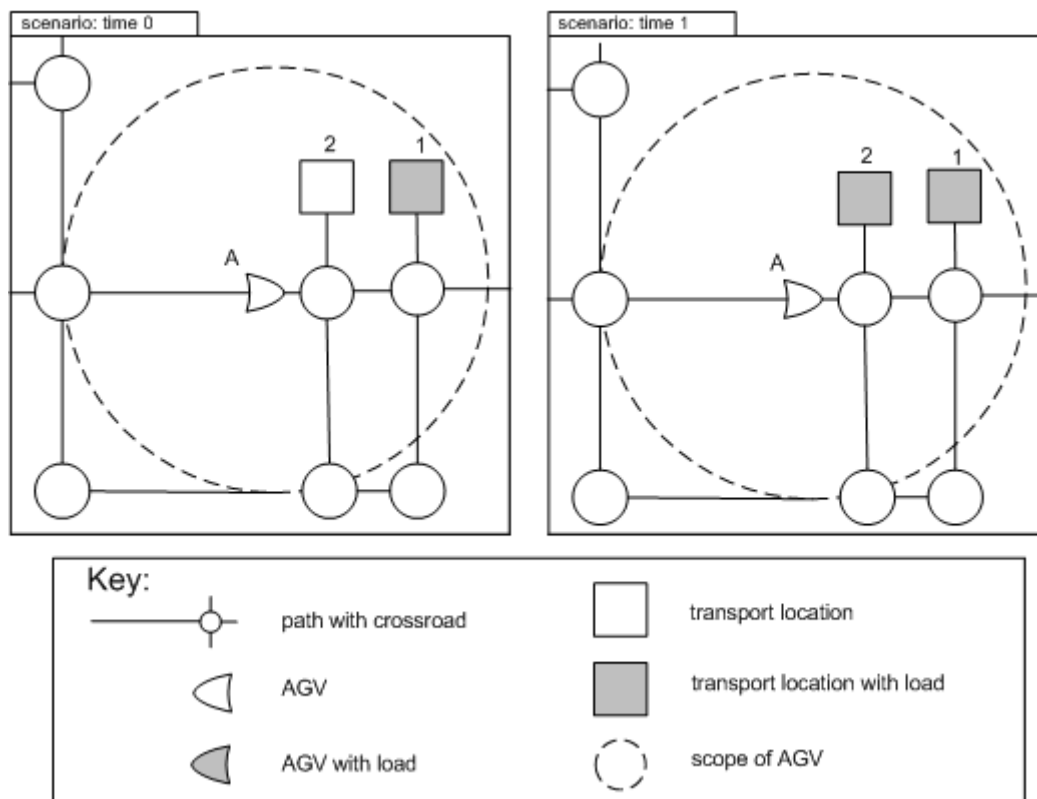 scenario: time 0
scenario: time 1
2
1
2
1
A
A
Key:
path with crossroad
transport location
AGV
transport location with load
AGV with load
scope of AGV